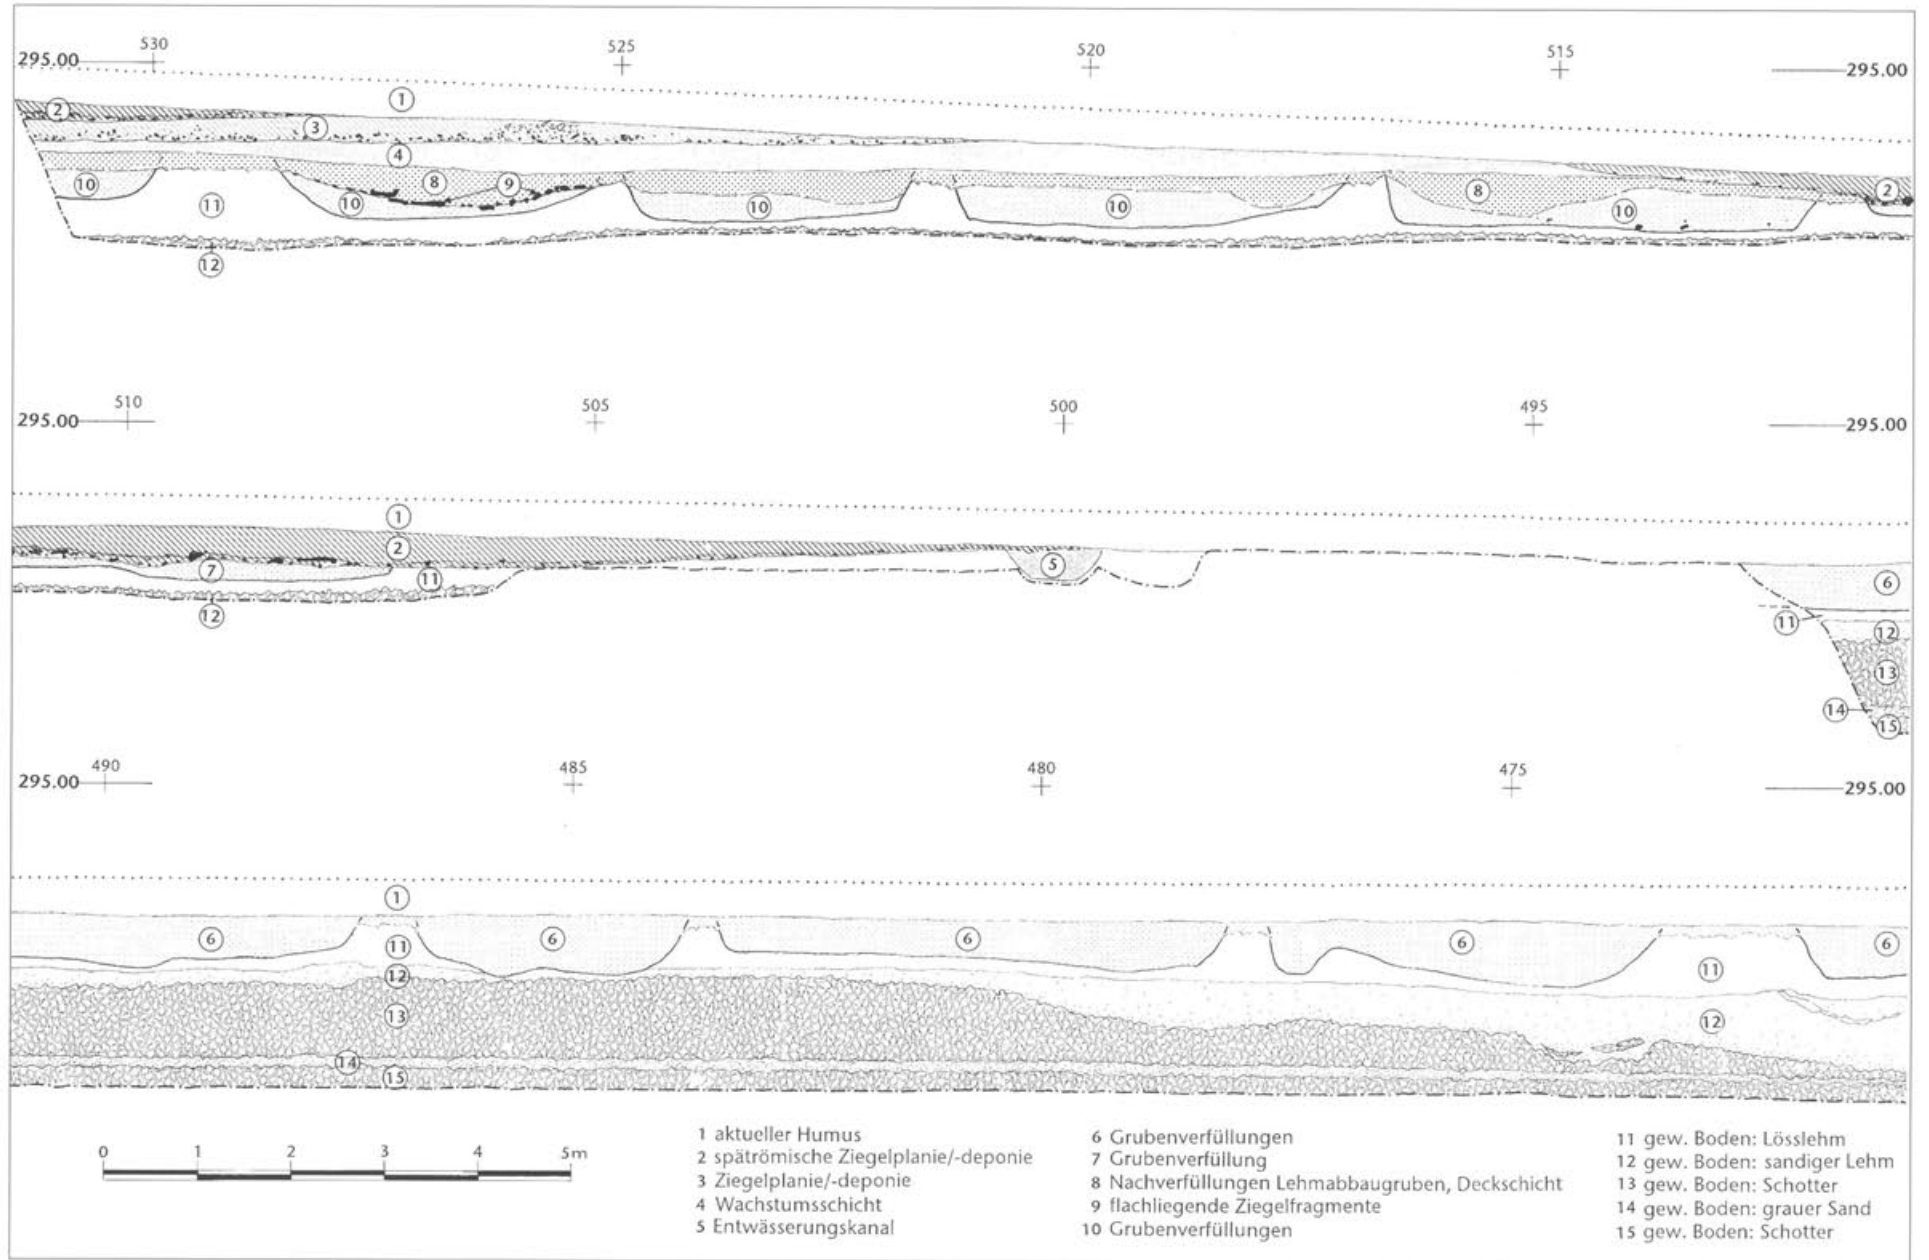 530 525 520 515
295.00 295.00
1
2
3
4
2
10 8 9 8
11 10 10 10 10
12
510 505 500 495
295.00 295.00
1
2
5
7 11 6
12
11 12
13
14 15
490 485 480 475
295.00 295.00
1
6 11 6 6 6 6
12 11
13 12
14
15
0 1 2 3 4 5m
1 aktueller Humus
2 spätrömische Ziegelplanie/-deponie
3 Ziegelplanie/-deponie
4 Wachstumsschicht
5 Entwässerungskanal
6 Grubenverfüllungen
7 Grubenverfüllung
8 Nachverfüllungen Lehmabbaugruben, Deckschicht
9 flachliegende Ziegelfragmente
10 Grubenverfüllungen
11 gew. Boden: Lösslehm
12 gew. Boden: sandiger Lehm
13 gew. Boden: Schotter
14 gew. Boden: grauer Sand
15 gew. Boden: Schotter